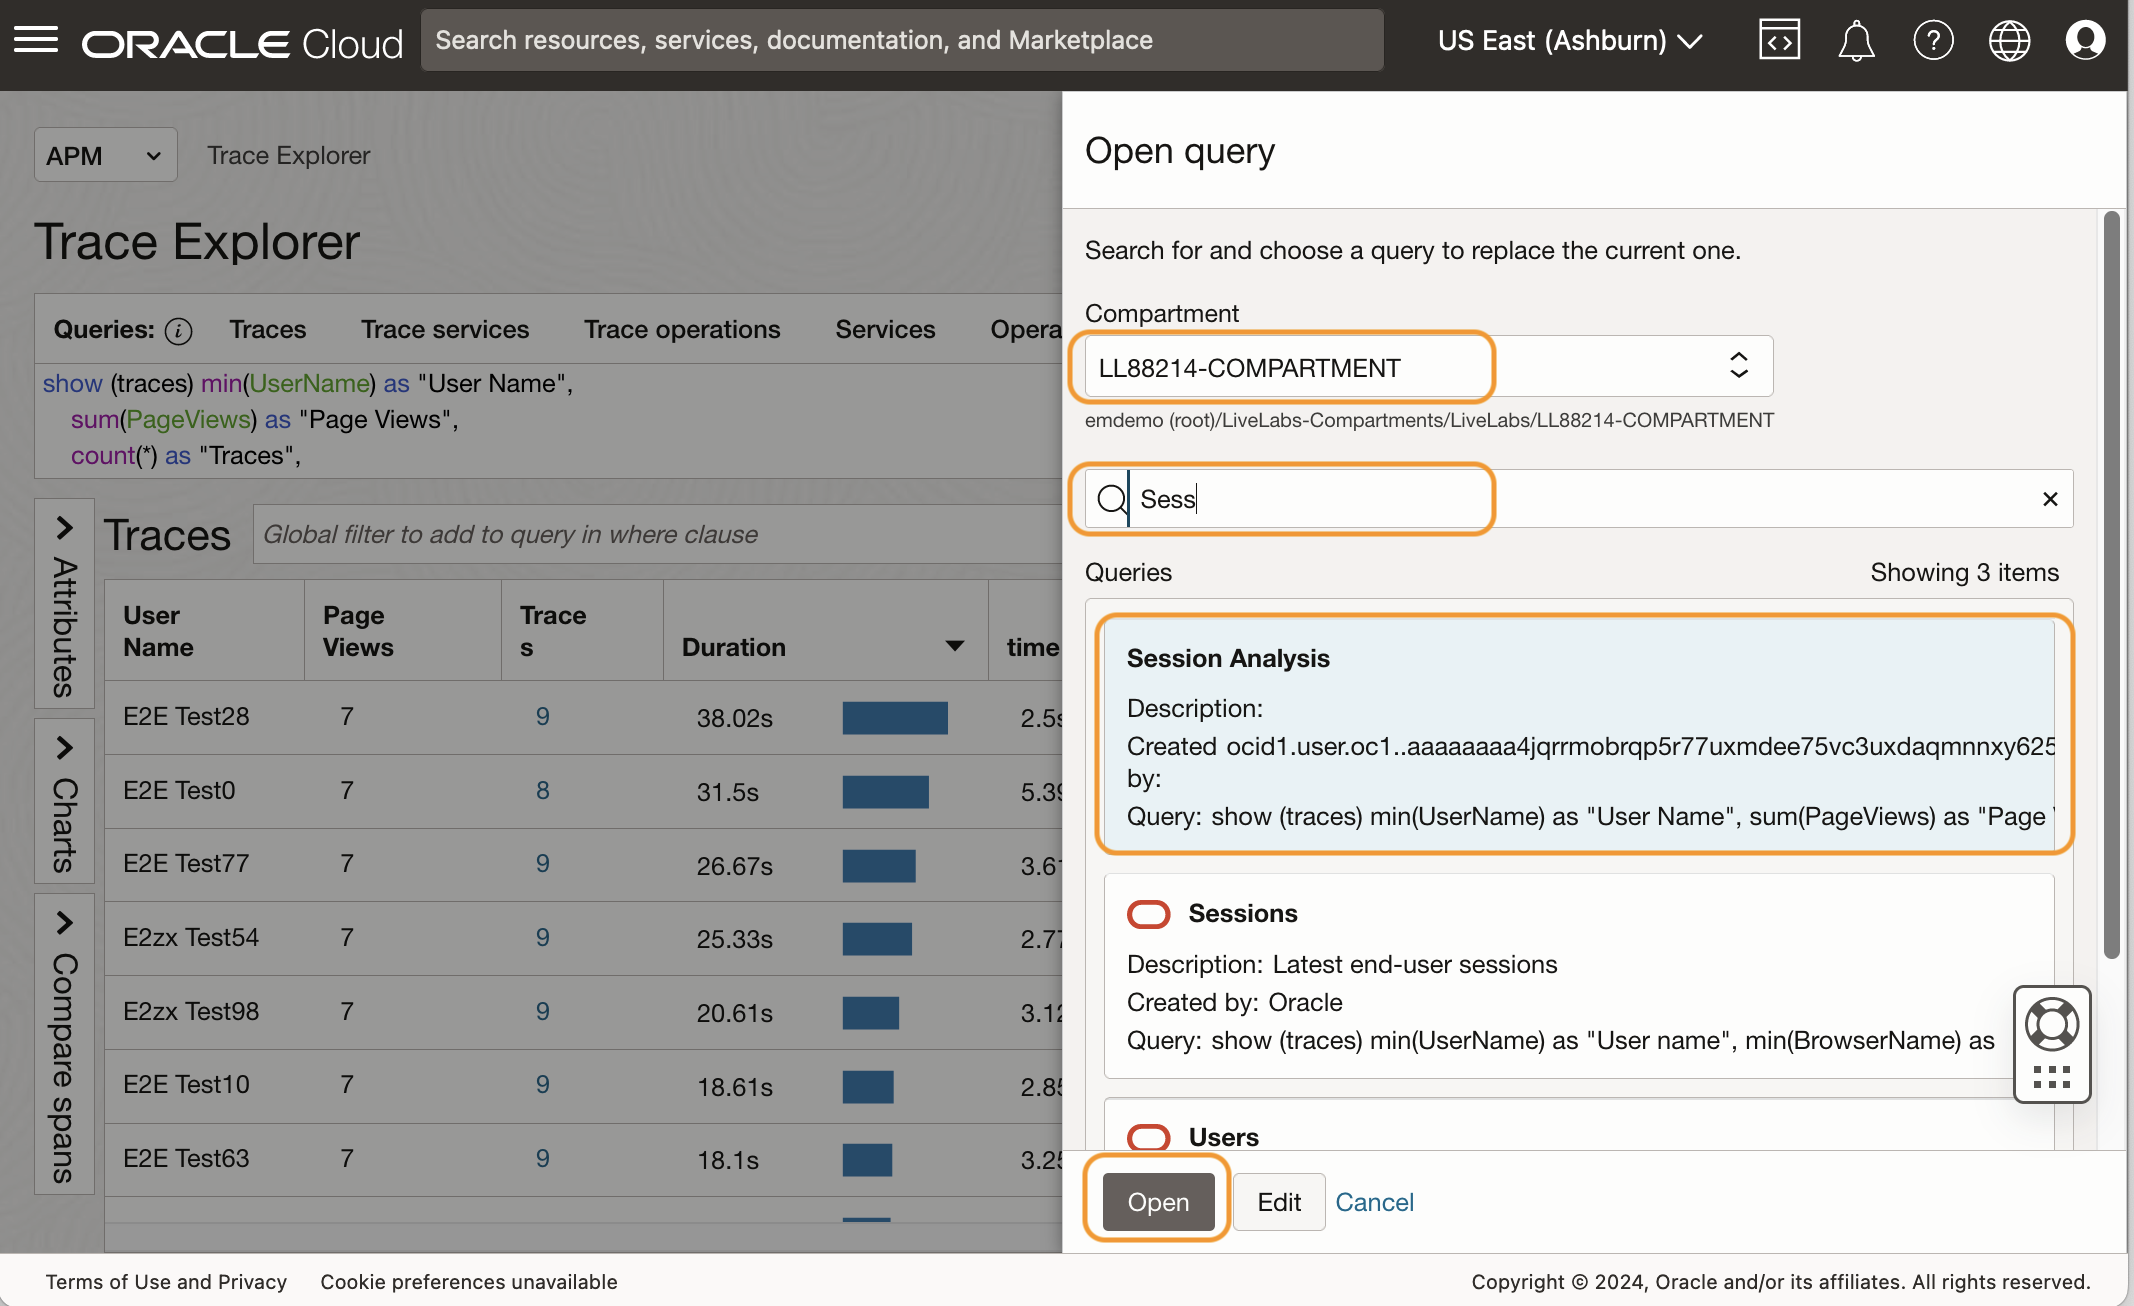 ORACLE Cloud
Search resources, services, documentation, and Marketplace
US East (Ashburn)
APM
Trace Explorer
Trace Explorer
Queries:
Traces
Trace services
Trace operations
Services
Opera
show (traces) min(UserName) as "User Name",
sum(PageViews) as "Page Views",
count(*) as "Traces",
Attributes
Charts
Compare spans
Traces
Global filter to add to query in where clause
User Name
Page Views
Trace s
Duration
time
E2E Test28 7 9 38.02s 2.5s
E2E Test0 7 8 31.5s 5.39
E2E Test77 7 9 26.67s 3.61
E2zx Test54 7 9 25.33s 2.77
E2zx Test98 7 9 20.61s 3.12
E2E Test10 7 9 18.61s 2.85
E2E Test63 7 9 18.1s 3.25
Open query
Search for and choose a query to replace the current one.
Compartment
LL88214-COMPARTMENT
emdemo (root)/LiveLabs-Compartments/LiveLabs/LL88214-COMPARTMENT
Sess
Queries
Showing 3 items
Session Analysis
Description:
Created ocid1.user.oc1..aaaaaaaa4jqrrmobrqp5r77uxmdee75vc3uxdaqmnnxy625
by:
Query: show (traces) min(UserName) as "User Name", sum(PageViews) as "Page
Sessions
Description: Latest end-user sessions
Created by: Oracle
Query: show (traces) min(UserName) as "User name", min(BrowserName) as
Users
Open
Edit
Cancel
Terms of Use and Privacy
Cookie preferences unavailable
Copyright © 2024, Oracle and/or its affiliates. All rights reserved.